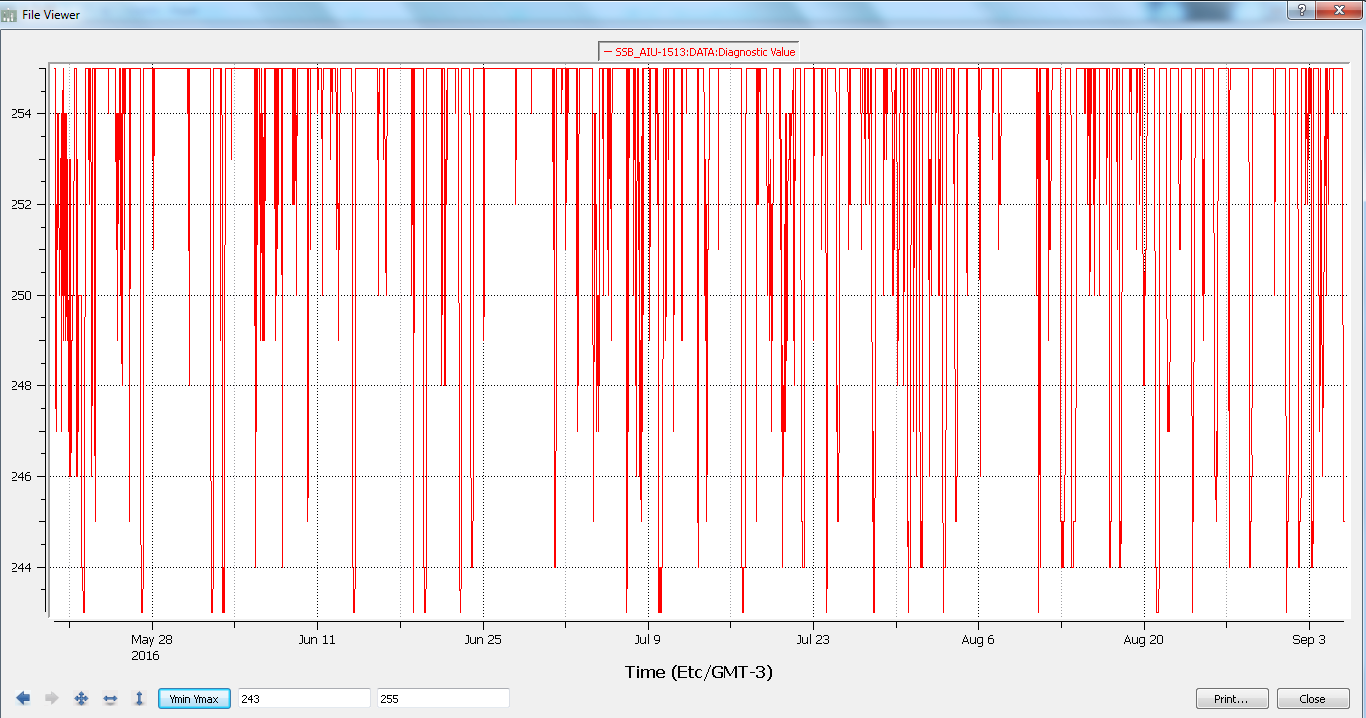 File Viewer
SSB_AIU-1513:DATA:Diagnostic Value
254
252
250
248
246
244
May 28 Jun 11 Jun 25 Jul 9 Jul 23 Aug 6 Aug 20 Sep 3
2016
Time (Etc/GMT-3)
Ymin Ymax 243 255 Print... Close